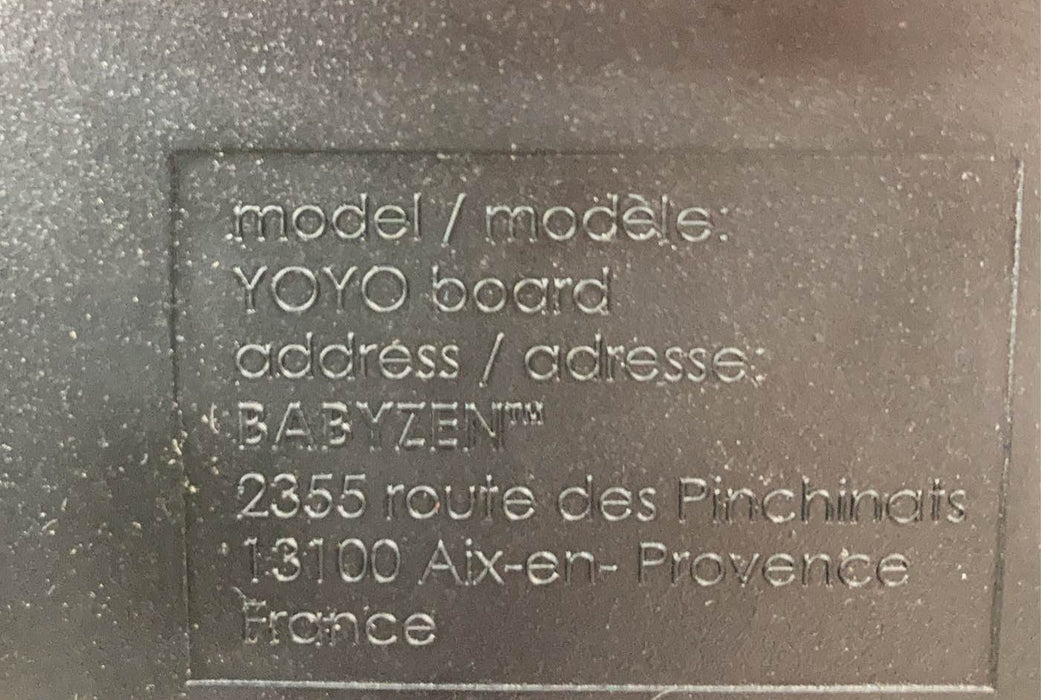 model / modèle:
YOYO board
address / adresse:
BABYZEN™
2355 route des Pinchinats
13100 Aix-en- Provence
France